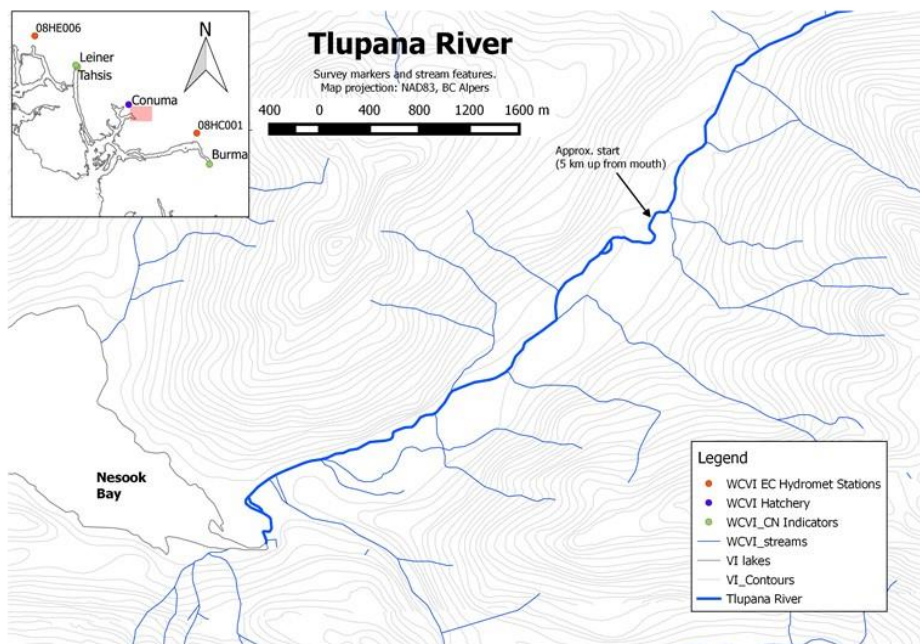 08HE006
Leiner
Tahsis
Conuma
08HC001
Burma
N
Tlupana River
Survey markers and stream features.
Map projection: NAD83, BC Alpers
400 0 400 800 1200 1600 m
Approx. start
(5 km up from mouth)
Nesook
Bay
Legend
WCVI EC Hydromet Stations
WCVI Hatchery
WCVI_CN Indicators
WCVI_streams
VI lakes
VI_Contours
Tlupana River